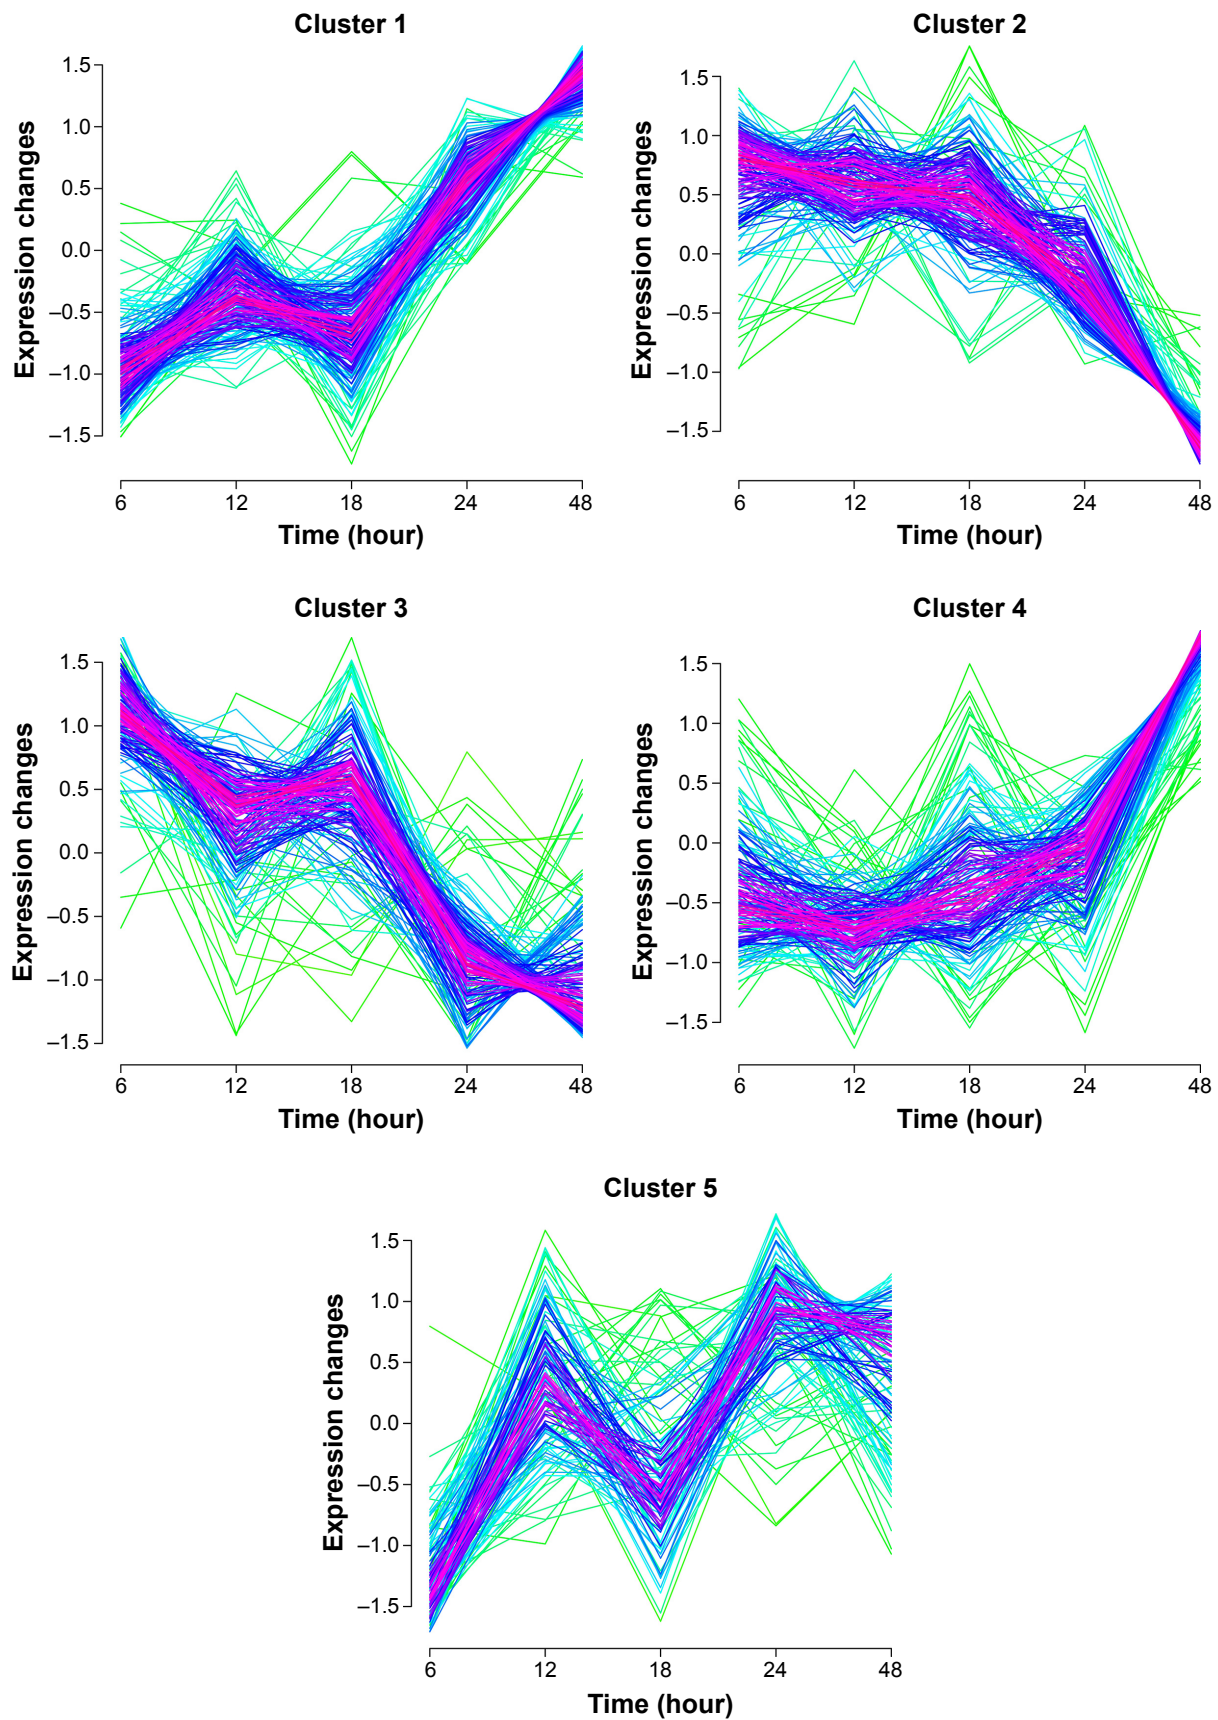 Cluster 1
Expression changes
1.5
1.0
0.5
0.0
–0.5
–1.0
–1.5
6 12 18 24 48
Time (hour)
Cluster 2
Expression changes
1.5
1.0
0.5
0.0
–0.5
–1.0
–1.5
6 12 18 24 48
Time (hour)
Cluster 3
Expression changes
1.5
1.0
0.5
0.0
–0.5
–1.0
–1.5
6 12 18 24 48
Time (hour)
Cluster 4
Expression changes
1.5
1.0
0.5
0.0
–0.5
–1.0
–1.5
6 12 18 24 48
Time (hour)
Cluster 5
Expression changes
1.5
1.0
0.5
0.0
–0.5
–1.0
–1.5
6 12 18 24 48
Time (hour)